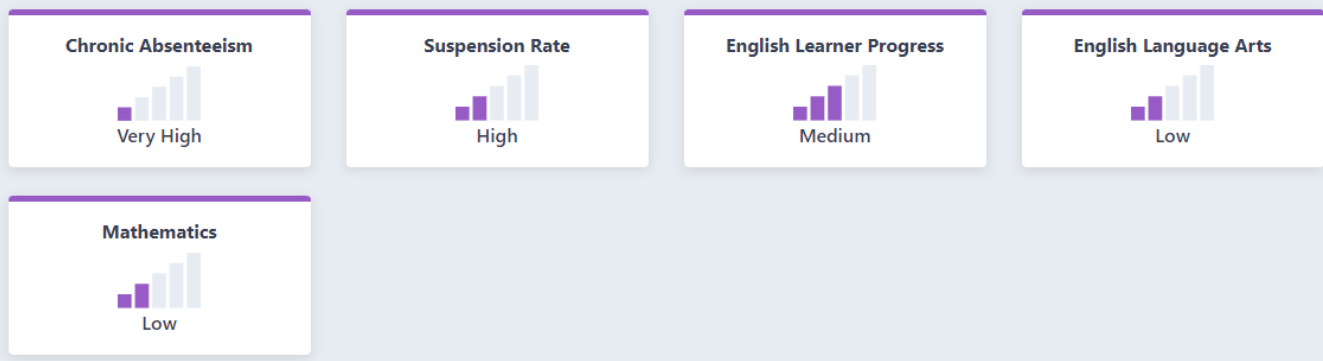 Chronic Absenteeism
Very High
Suspension Rate
High
English Learner Progress
Medium
English Language Arts
Low
Mathematics
Low